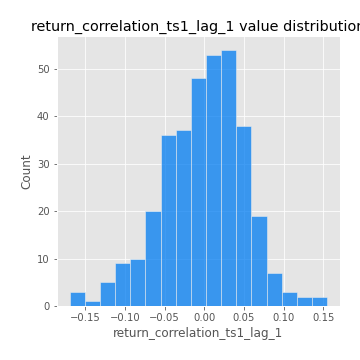 return_correlation_ts1_lag_1 value distribution
50
40
30
20
10
0
Count
−0.15 −0.10 −0.05 0.00 0.05 0.10 0.15
return_correlation_ts1_lag_1